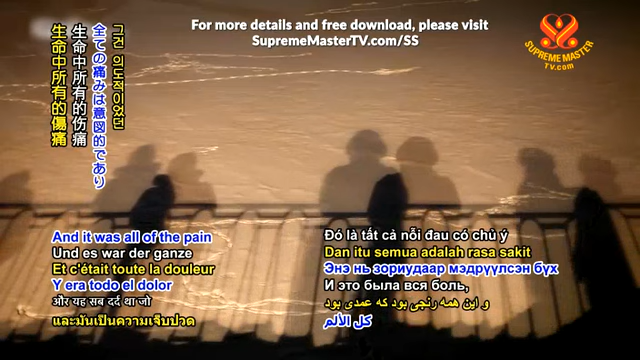 For more details and free download, please visit
SupremeMasterTV.com/SS
SUPREME MASTER
TV.com
그건 의도적이었던
全ての痛みは意図的であり
生命中所有的伤痛
生命中所有的傷痛
And it was all of the pain
Und es war der ganze
Et c'était toute la douleur
Y era todo el dolor
और यह सब दर्द था जो
และมันเป็นความเจ็บปวด
Đó là tất cả nỗi đau có chủ ý
Dan itu semua adalah rasa sakit
Энэ нь зориудаар мэдрүүлсэн бүх
И это была вся боль,
و این همه رنجی بود که عمدی بود
كل الألم